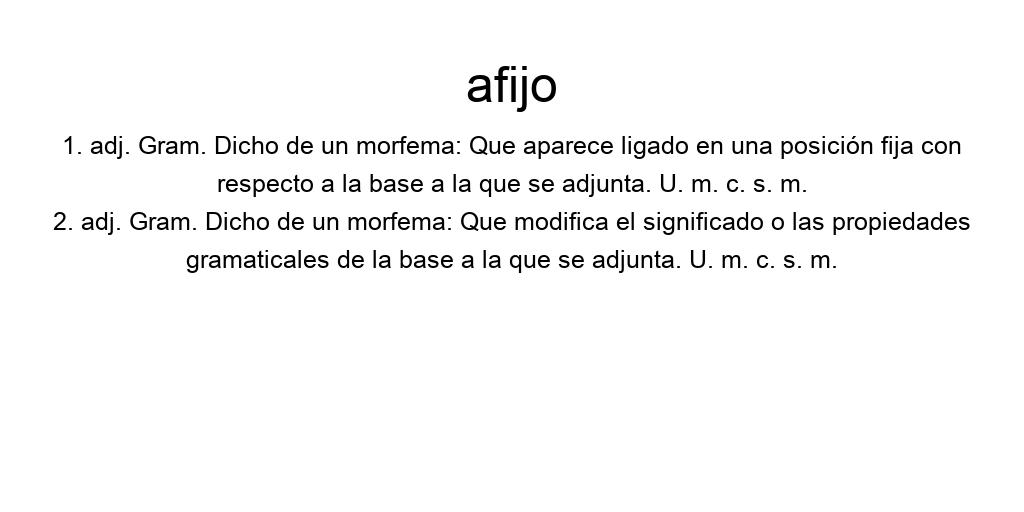 afijo
1. adj. Gram. Dicho de un morfema: Que aparece ligado en una posición fija con
respecto a la base a la que se adjunta. U. m. c. s. m.
2. adj. Gram. Dicho de un morfema: Que modifica el significado o las propiedades
gramaticales de la base a la que se adjunta. U. m. c. s. m.